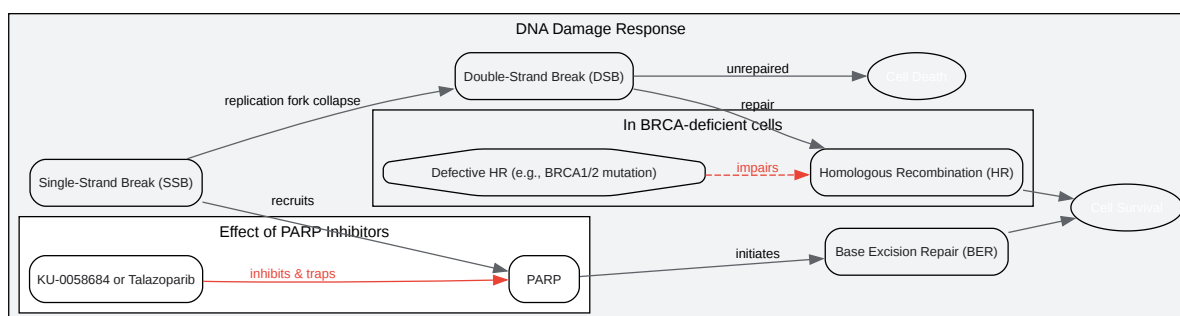 DNA Damage Response
Double-Strand Break (DSB)
unrepaired
Cell Death
replication fork collapse
repair
In BRCA-deficient cells
Single-Strand Break (SSB)
Defective HR (e.g., BRCA1/2 mutation)
impairs
Homologous Recombination (HR)
recruits
Cell Survival
Effect of PARP Inhibitors
KU-0058684 or Talazoparib
inhibits & traps
PARP
initiates
Base Excision Repair (BER)